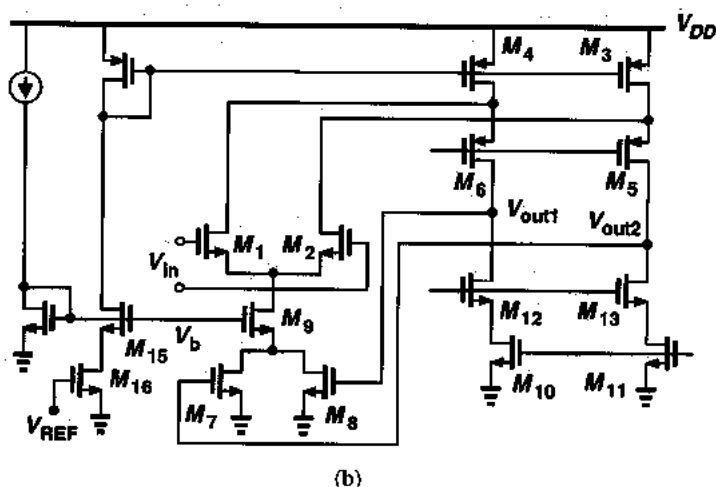 V_DD
M_4
M_3
M_6
M_5
V_out1
V_out2
M_1
M_2
V_in
M_9
M_12
M_13
V_b
M_15
M_16
M_7
M_8
M_10
M_11
V_REF
(b)